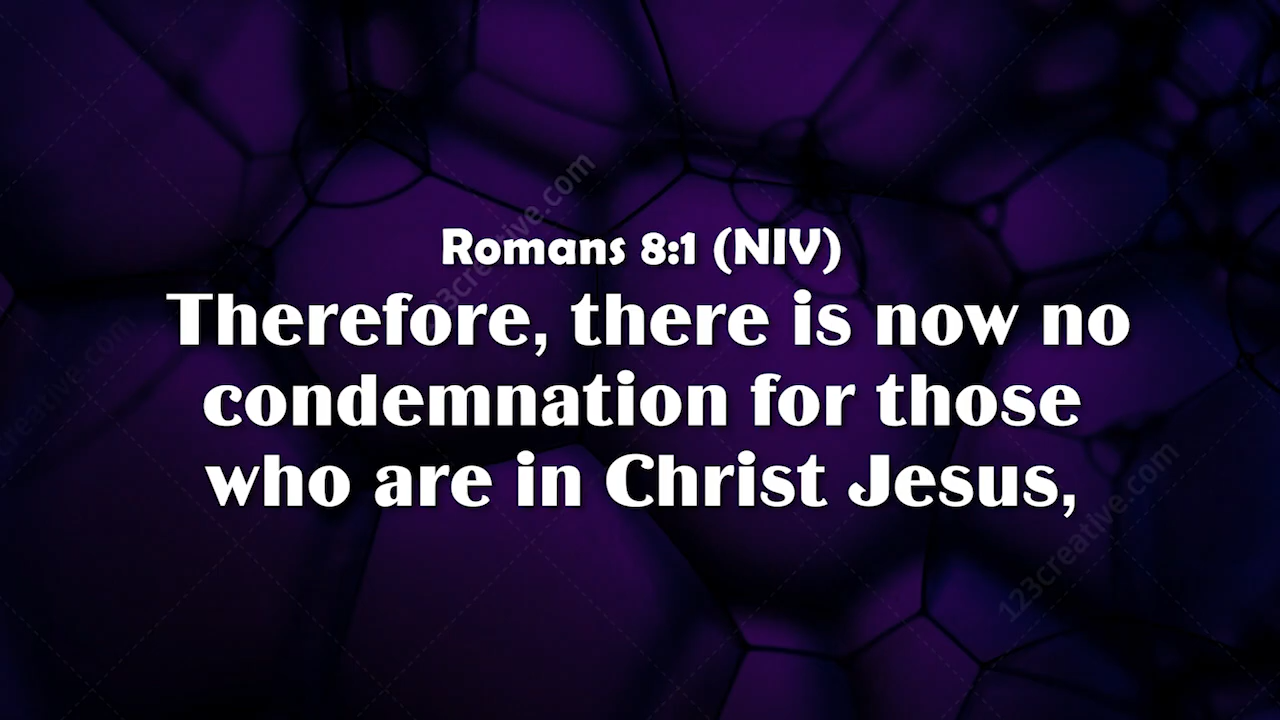 Romans 8:1 (NIV)
Therefore, there is now no
condemnation for those
who are in Christ Jesus,
123creative.com
creative.com
123creative.com